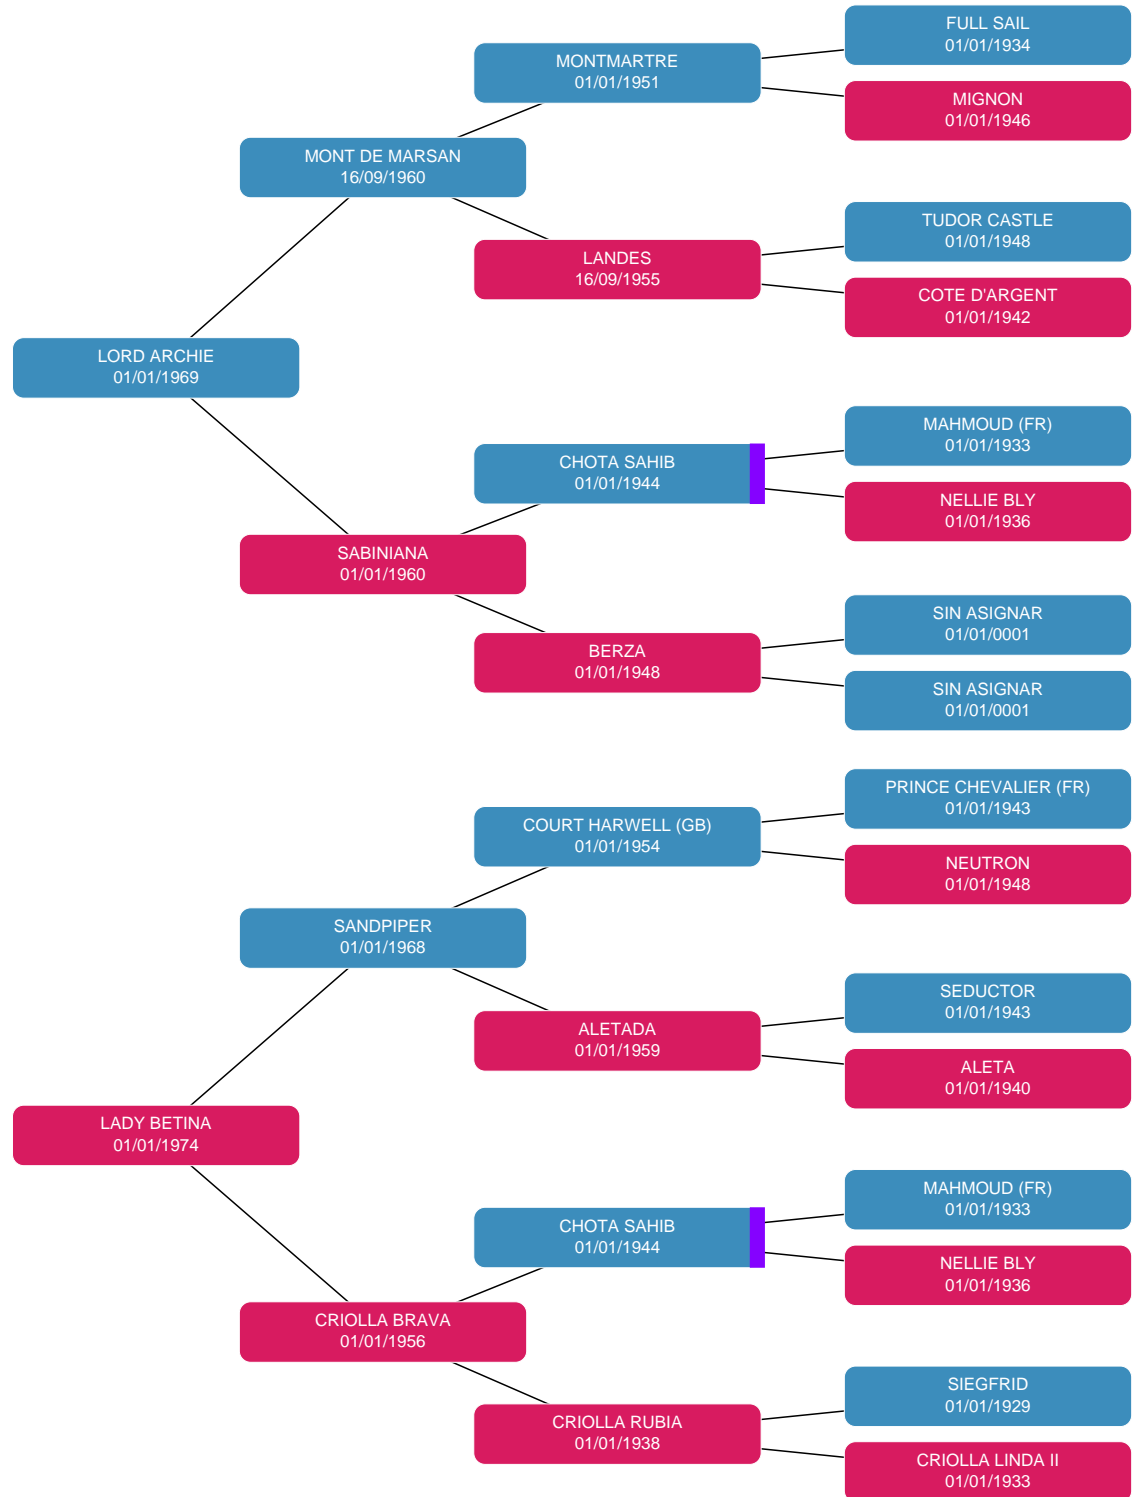 FULL SAIL
01/01/1934
MONTMARTRE
01/01/1951
MIGNON
01/01/1946
MONT DE MARSAN
16/09/1960
TUDOR CASTLE
01/01/1948
LANDES
16/09/1955
COTE D'ARGENT
01/01/1942
LORD ARCHIE
01/01/1969
MAHMOUD (FR)
01/01/1933
CHOTA SAHIB
01/01/1944
NELLIE BLY
01/01/1936
SABINIANA
01/01/1960
SIN ASIGNAR
01/01/0001
BERZA
01/01/1948
SIN ASIGNAR
01/01/0001
PRINCE CHEVALIER (FR)
01/01/1943
COURT HARWELL (GB)
01/01/1954
NEUTRON
01/01/1948
SANDPIPER
01/01/1968
SEDUCTOR
01/01/1943
ALETADA
01/01/1959
ALETA
01/01/1940
LADY BETINA
01/01/1974
MAHMOUD (FR)
01/01/1933
CHOTA SAHIB
01/01/1944
NELLIE BLY
01/01/1936
CRIOLLA BRAVA
01/01/1956
SIEGFRID
01/01/1929
CRIOLLA RUBIA
01/01/1938
CRIOLLA LINDA II
01/01/1933